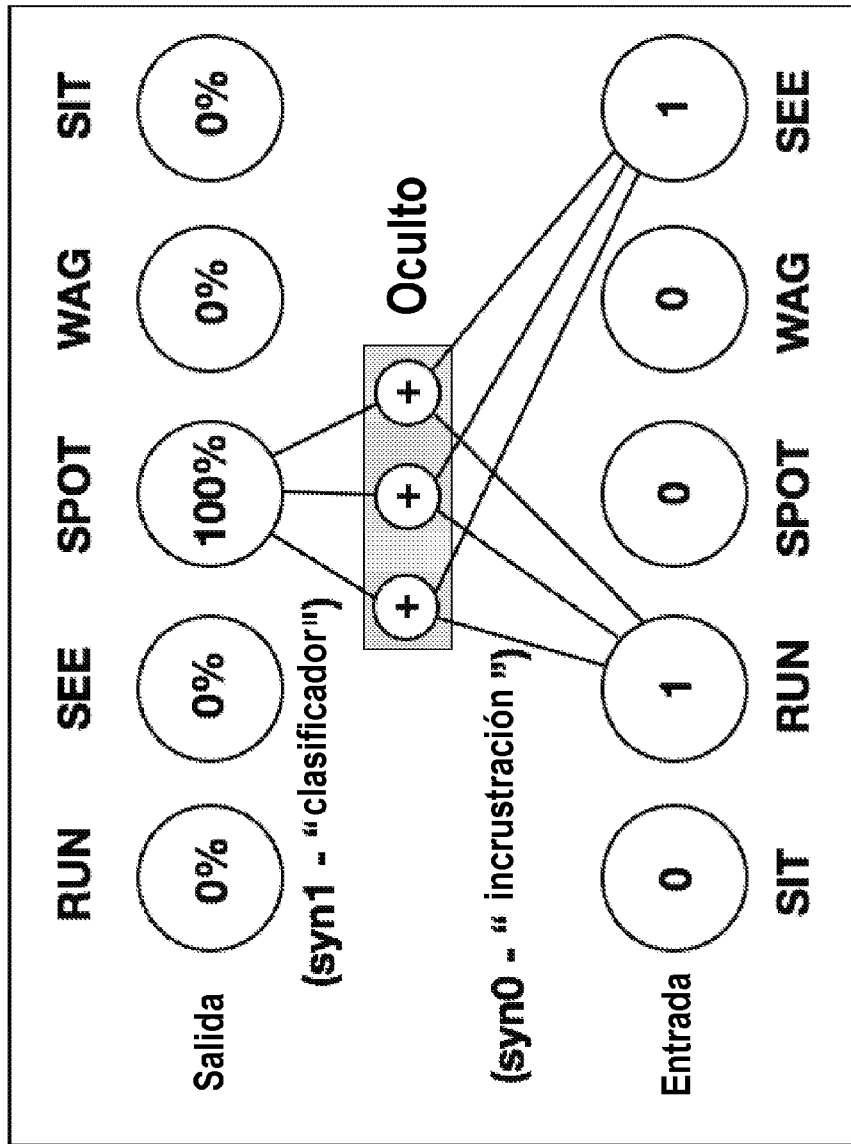 RUN SEE SPOT WAG SIT
Salida 0% 0% 100% 0% 0%
(syn1 - “clasificador")
+ + + Oculto
(syn0 - “ incrustración ”)
Entrada 0 1 0 0 1
SIT RUN SPOT WAG SEE